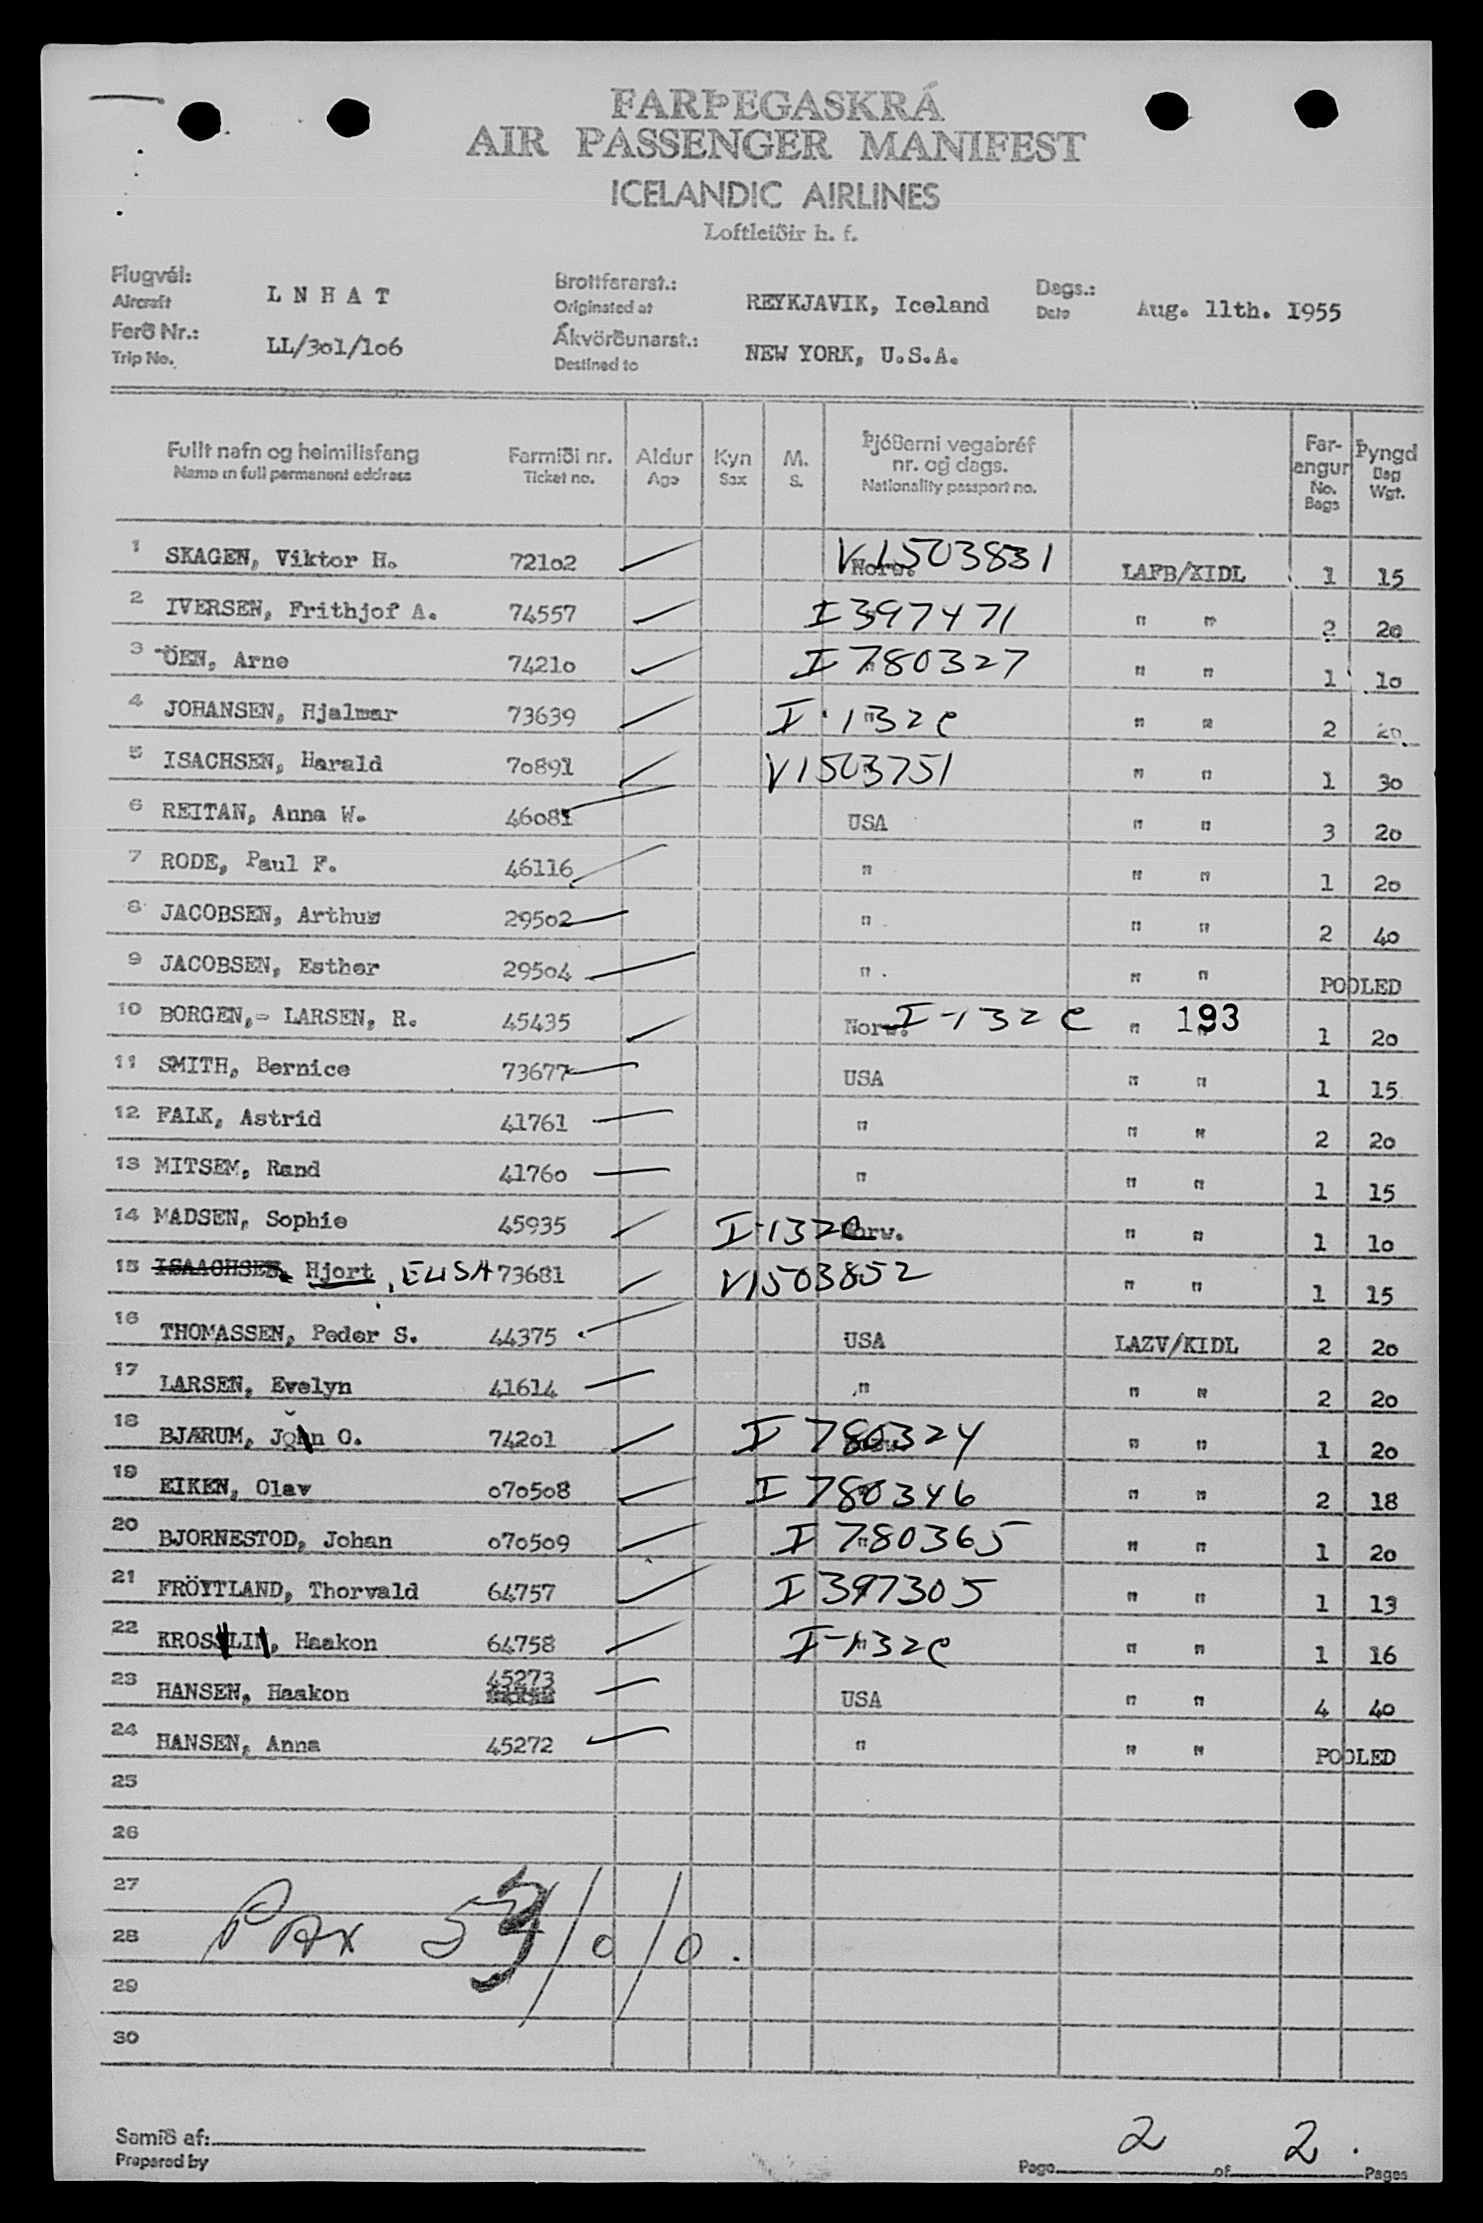 FARÞEGASKRÁ
AIR PASSENGER MANIFEST
ICELANDIC AIRLINES
Loftleiðir h. f.
Flugvél: L N H A T Brottfararst.: REYKJAVIK, Iceland Dags.: Aug. 11th. 1955
Aircraft Originated at Date
Ferð Nr.: LL/301/106 Ákvörðunarst.: NEW YORK, U.S.A.
Trip No. Destined to
Fullt nafn og heimilisfang Farmiði nr. Aldur Kyn M. Þjóðerni vegabréf nr. og dags. Far-angur Þyngd
Name in full permanent address Ticket no. Age Sex S. Nationality passport no. No. Bags Bag Wgt.
1 SKAGEN, Viktor H. 72102 Norw. V1503831 LAFB/KIDL 1 15
2 IVERSEN, Frithjof A. 74557 I397471 " " 2 20
3 ÖEN, Arne 74210 I 780327 " " 1 10
4 JOHANSEN, Hjalmar 73639 " I-132c " " 2 20
5 ISACHSEN, Harald 70891 V1503751 " " 1 30
6 REITAN, Anna W. 46081 USA " " 3 20
7 RODE, Paul F. 46116 " " " 1 20
8 JACOBSEN, Arthur 29502 " " " 2 40
9 JACOBSEN, Esther 29504 " " " POOLED
10 BORGEN,- LARSEN, R. 45435 Norw. I-132c " " 193 1 20
11 SMITH, Bernice 73677 USA " " 1 15
12 FALK, Astrid 41761 " " " 2 20
13 MITSEM, Rand 41760 " " " 1 15
14 MADSEN, Sophie 45935 I-132c Norw. " " 1 10
15 ISAACHSEN, Hjort, ELISA 73681 V1503852 " " 1 15
16 THOMASSEN, Peder S. 44375 USA LAZV/KIDL 2 20
17 LARSEN, Evelyn 41614 " " " 2 20
18 BJÆRUM, John O. 74201 I 780324 " " 1 20
19 EIKEN, Olav 070508 I 780346 " " 2 18
20 BJORNESTOD, Johan 070509 I 780365 " " 1 20
21 FRÖYTLAND, Thorvald 64757 I 397305 " " 1 13
22 KROSSLI, Haakon 64758 I-132c " " 1 16
23 HANSEN, Haakon 45273 USA " " 4 40
24 HANSEN, Anna 45272 " " " POOLED
25
26
27
28 Pax 53/0/0.
29
30
Samið af:
Prepared by
Page 2 of 2. Pages